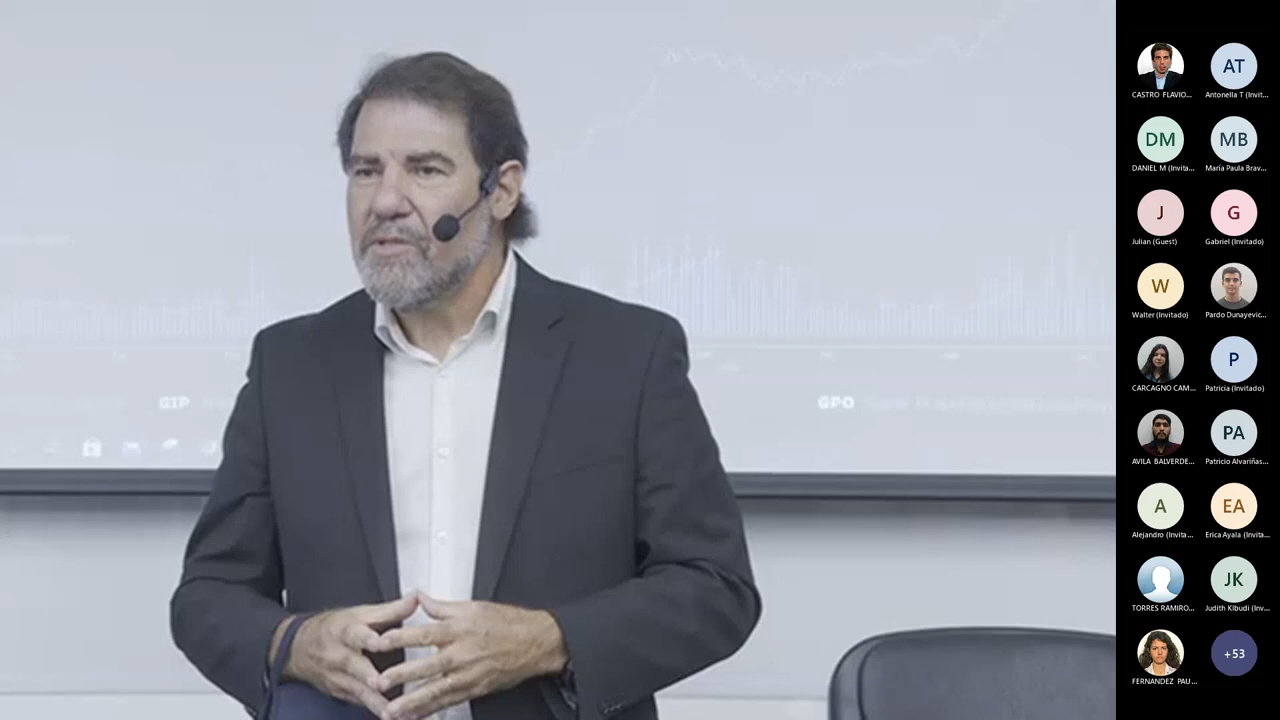 CASTRO FLAVIO...
AT
Antonella T (Invit...
DM
DANIEL M (Invita...
MB
María Paula Brav...
J
Julian (Guest)
G
Gabriel (Invitado)
W
Walter (Invitado)
Pardo Dunayevic...
CARCAGNO CAM...
P
Patricia (Invitado)
AVILA BALVERDE...
PA
Patricio Alvariñas...
A
Alejandro (Invita...
EA
Erica Ayala (Invita...
TORRES RAMIRO...
JK
Judith Klbudi (Inv...
FERNANDEZ PAU...
+53
GIP
GPO